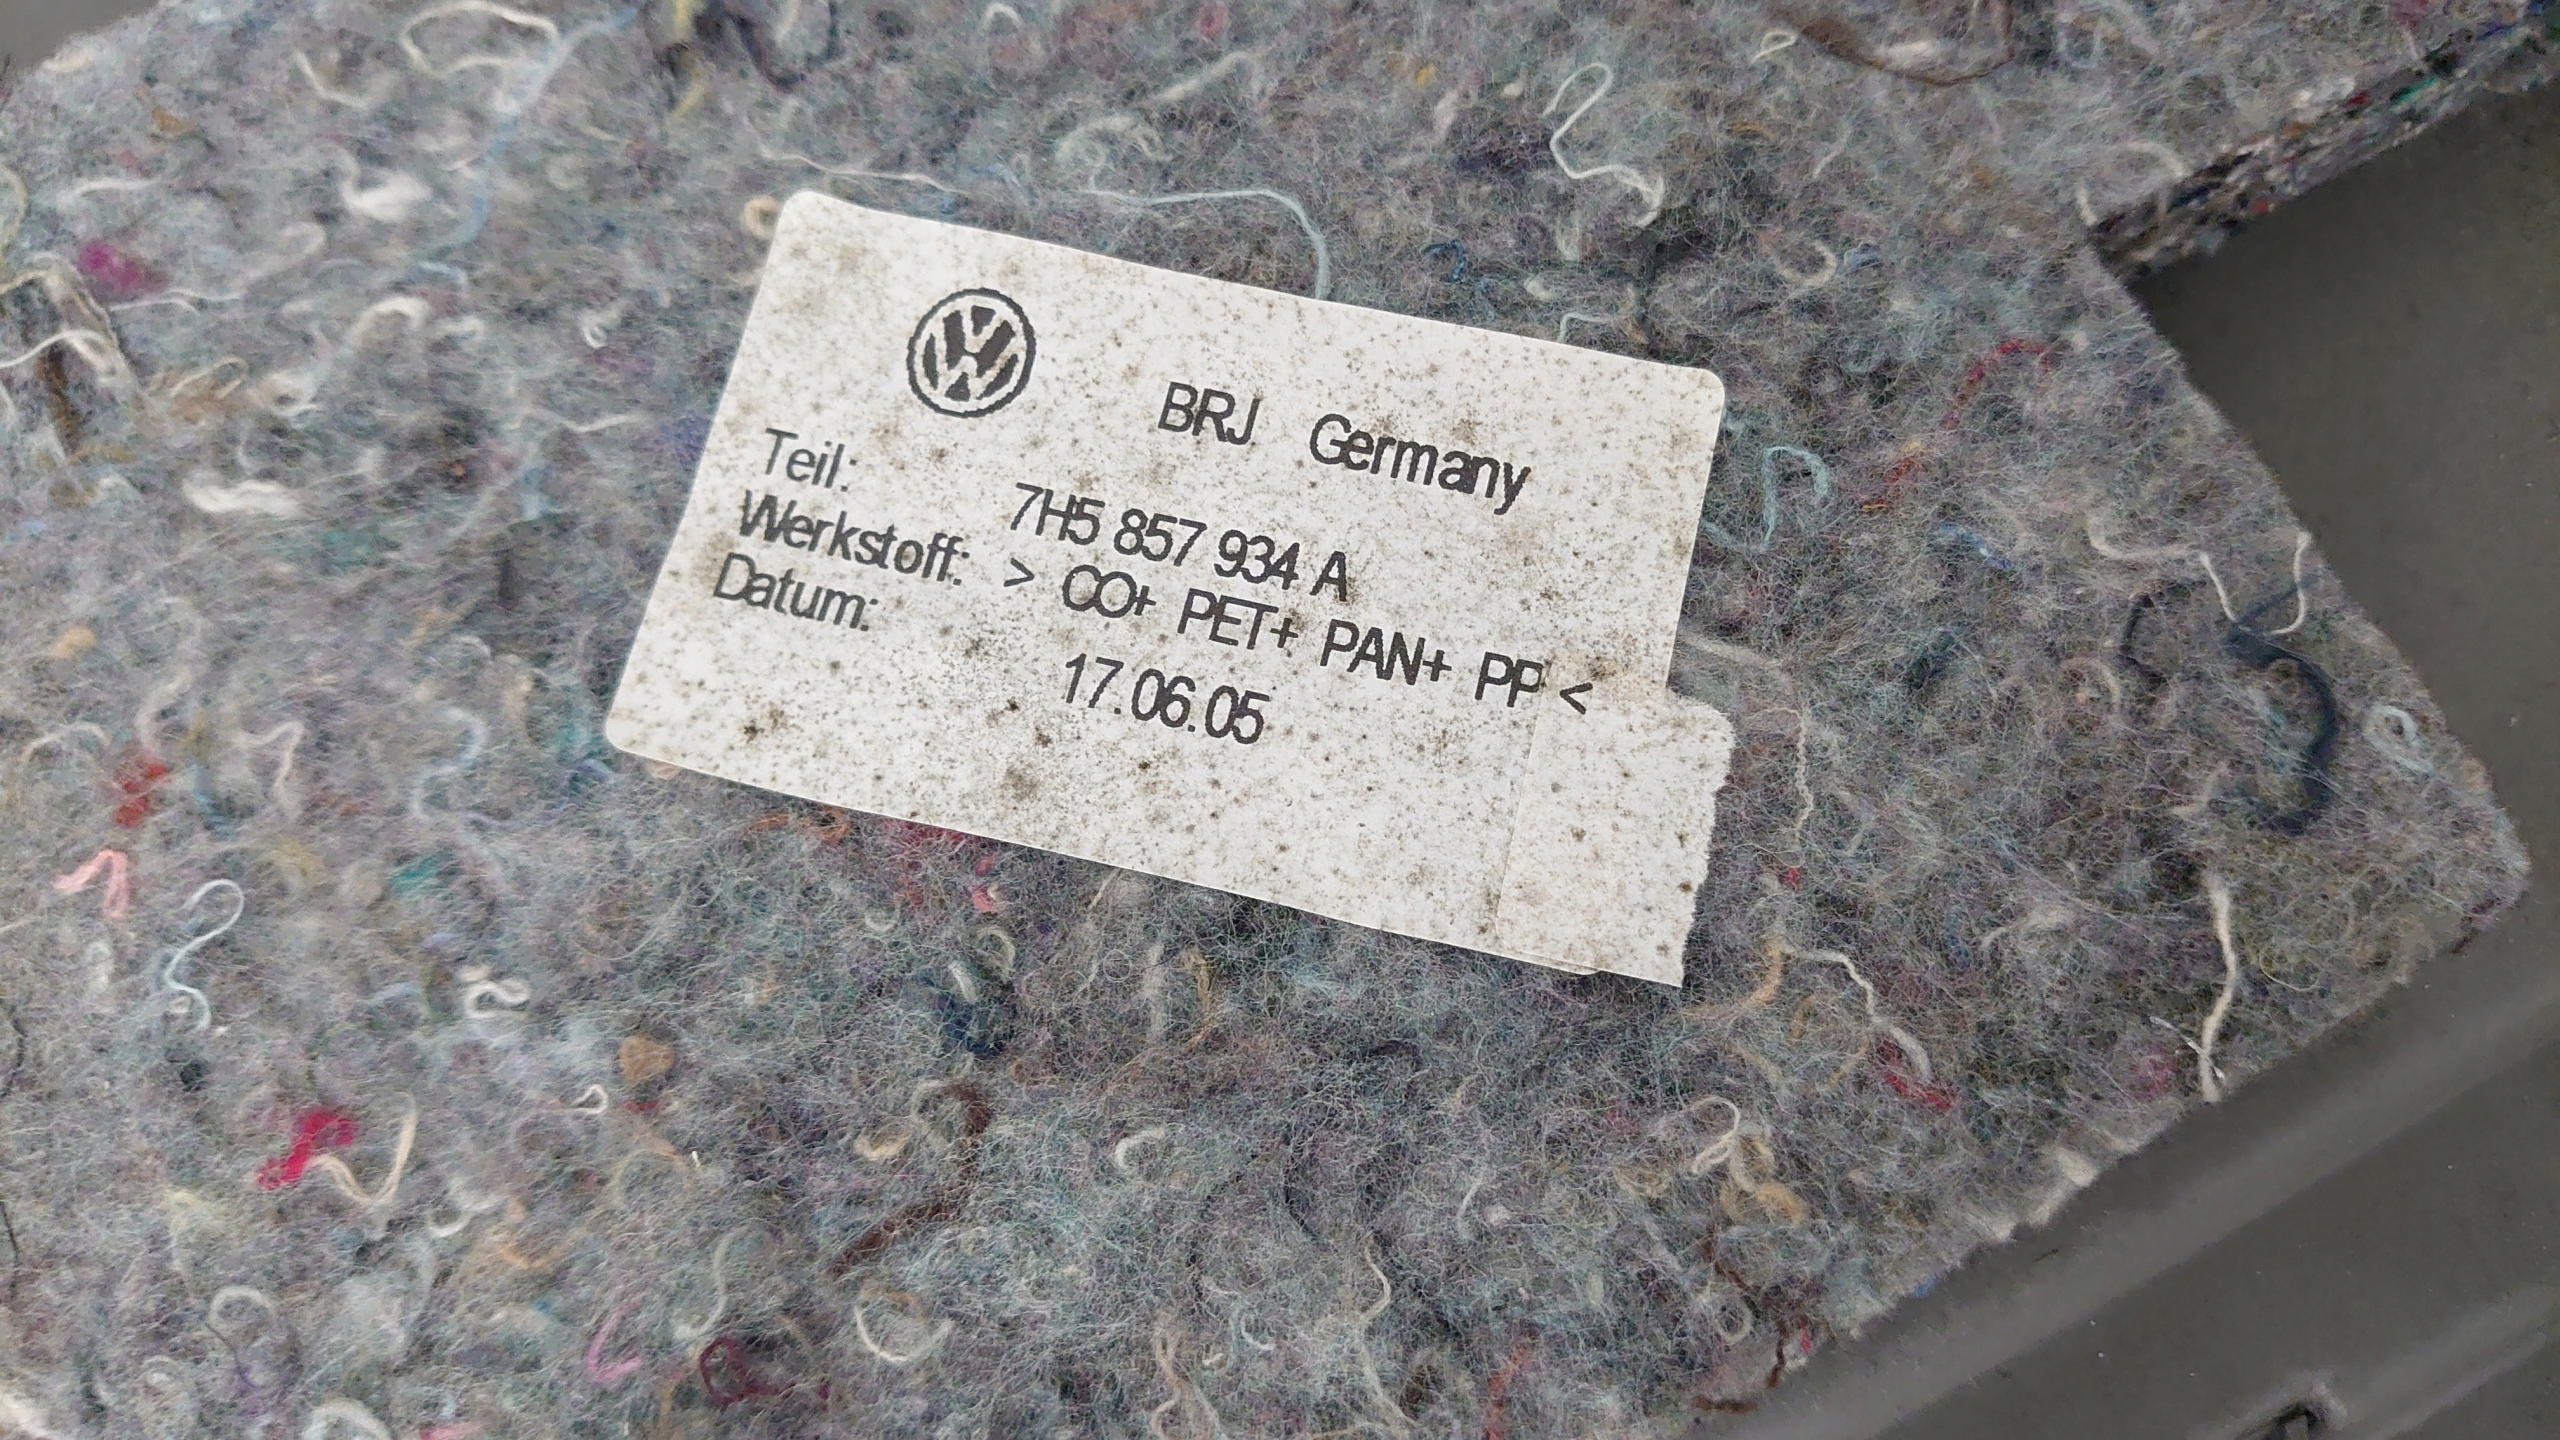 BRJ Germany
Teil: 7H5 857 934 A
Werkstoff: > CO+ PET+ PAN+ PP <
Datum: 17.06.05